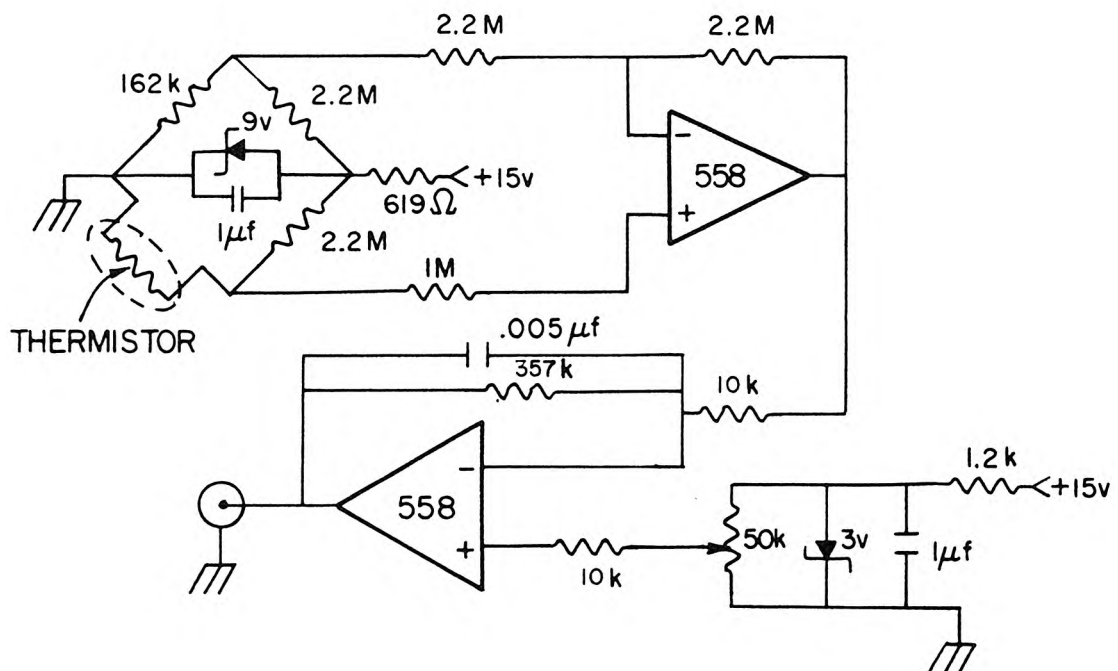 2.2M
2.2M
162k
2.2M
9v
558
+15v
619Ω
1μf
2.2M
1M
THERMISTOR
.005μf
357k
10k
1.2k
+15v
558
50k
3v
1μf
10k
-
+
-
+